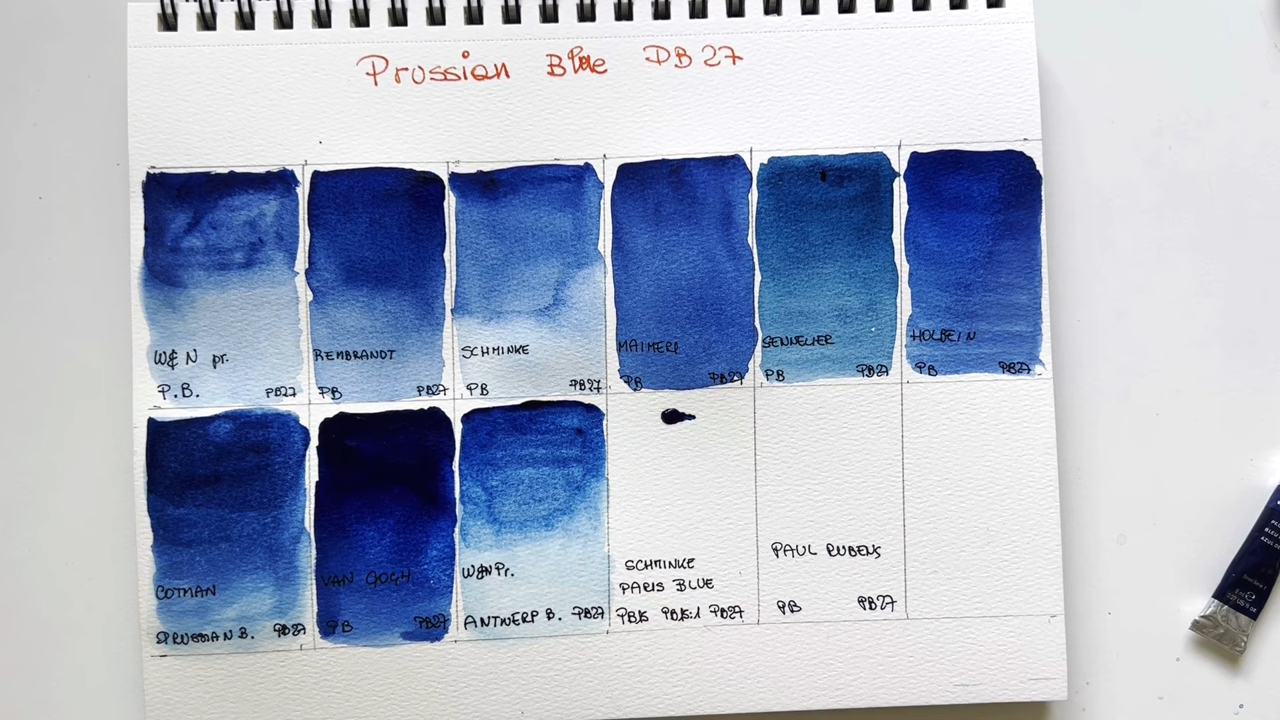 Prussian Blue PB27
W&N pr.
P.B. PB27
REMBRANDT
PB PB27
SCHMINKE
PB PB27
MAIMERI
PB PB27
SENNELIER
PB PB27
HOLBEIN
PB PB27
COTMAN
PRUSSIAN B. PB27
VAN GOGH
PB PB27
W&N Pr.
ANTWERP B. PB27
SCHMINKE
PARIS BLUE
PB15 PB15:1 PB27
PAUL RUBENS
PB PB27